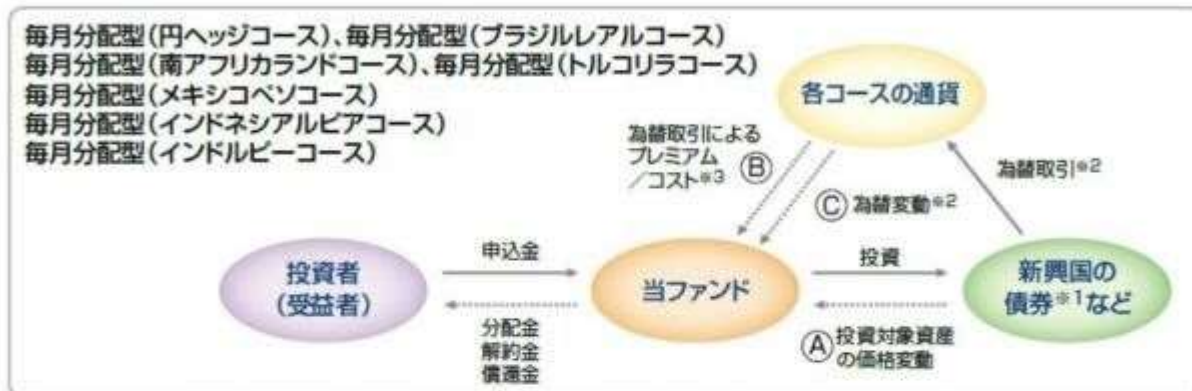 毎月分配型(円ヘッジコース)、毎月分配型(ブラジルレアルコース)
毎月分配型(南アフリカランドコース)、毎月分配型(トルコリラコース)
毎月分配型(メキシコペソコース)
毎月分配型(インドネシアルピアコース)
毎月分配型(インドルピーコース)
各コースの通貨
為替取引による
プレミアム
/コスト※3
Ⓑ
Ⓒ 為替変動※2
為替取引※2
投資者
(受益者)
申込金
分配金
解約金
償還金
当ファンド
投資
Ⓐ 投資対象資産
の価格変動
新興国の
債券※1など